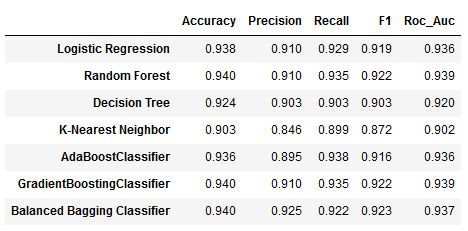 Accuracy Precision Recall F1 Roc_Auc
Logistic Regression 0.938 0.910 0.929 0.919 0.936
Random Forest 0.940 0.910 0.935 0.922 0.939
Decision Tree 0.924 0.903 0.903 0.903 0.920
K-Nearest Neighbor 0.903 0.846 0.899 0.872 0.902
AdaBoostClassifier 0.936 0.895 0.938 0.916 0.936
GradientBoostingClassifier 0.940 0.910 0.935 0.922 0.939
Balanced Bagging Classifier 0.940 0.925 0.922 0.923 0.937